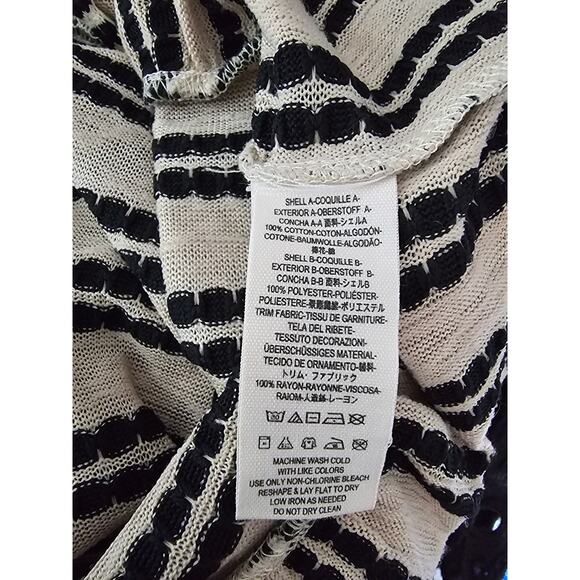 SHELL A-COQUILLE A-
EXTERIOR A-OBERSTOFF A-
CONCHA A-A 面料-シェルA
100% COTTON-COTON-ALGODÓN-
COTONE-BAUMWOLLE-ALGODÃO-
棉花-綿
SHELL B-COQUILLE B-
EXTERIOR B-OBERSTOFF B-
CONCHA B-B 面料-シェルB
100% POLYESTER-POLIÉSTER-
POLIESTERE-聚酯纖維-ポリエステル
TRIM FABRIC-TISSU DE GARNITURE-
TELA DEL RIBETE-
TESSUTO DECORAZIONI-
ÜBERSCHÜSSIGES MATERIAL-
TECIDO DE ORNAMENTO-輔料-
トリム・ファブリック
100% RAYON-RAYONNE-VISCOSA-
RAIOM-人造絲-レーヨン
MACHINE WASH COLD
WITH LIKE COLORS
USE ONLY NON-CHLORINE BLEACH
RESHAPE & LAY FLAT TO DRY
LOW IRON AS NEEDED
DO NOT DRY CLEAN